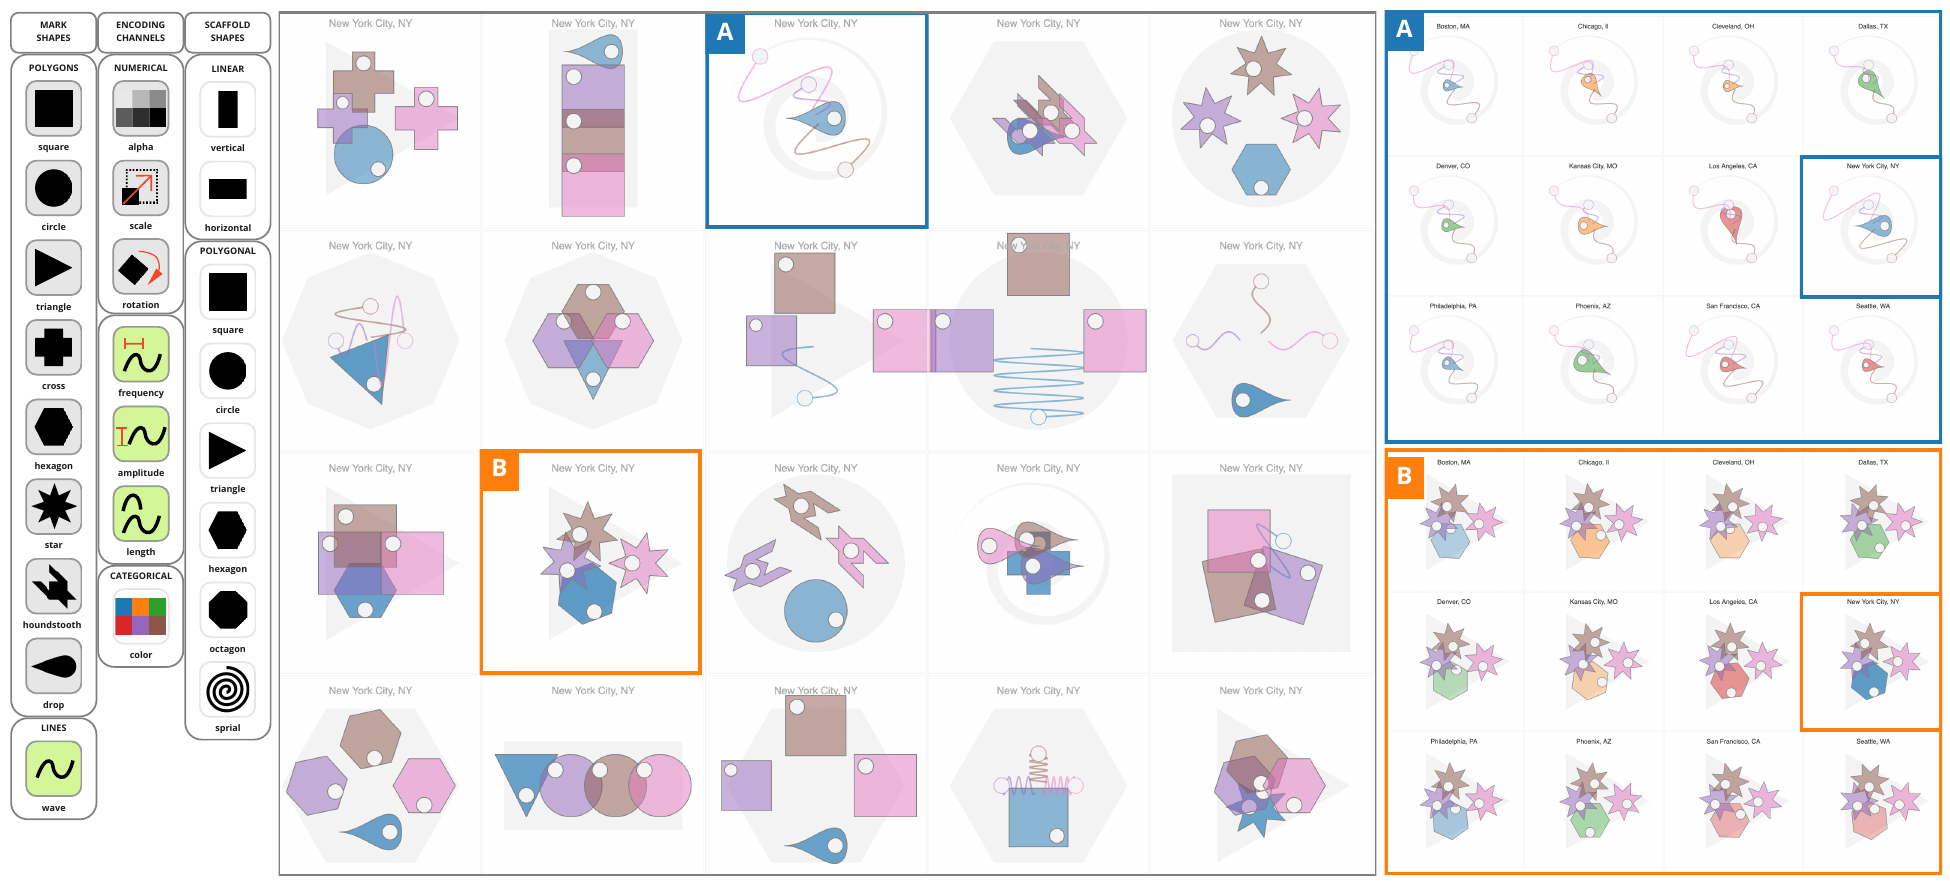 MARK
SHAPES
ENCODING
CHANNELS
SCAFFOLD
SHAPES
POLYGONS
square
circle
triangle
cross
hexagon
star
houndstooth
drop
LINES
wave
NUMERICAL
alpha
scale
rotation
frequency
amplitude
length
CATEGORICAL
color
LINEAR
vertical
horizontal
POLYGONAL
square
circle
triangle
hexagon
octagon
sprial
New York City, NY
New York City, NY
A
New York City, NY
New York City, NY
New York City, NY
New York City, NY
New York City, NY
New York City, NY
New York City, NY
New York City, NY
B
New York City, NY
New York City, NY
New York City, NY
New York City, NY
New York City, NY
New York City, NY
New York City, NY
New York City, NY
New York City, NY
A
Boston, MA
Chicago, Il
Cleveland, OH
Dallas, TX
Denver, CO
Kansas City, MO
Los Angeles, CA
New York City, NY
Philadelphia, PA
Phoenix, AZ
San Francisco, CA
Seattle, WA
B
Boston, MA
Chicago, Il
Cleveland, OH
Dallas, TX
Denver, CO
Kansas City, MO
Los Angeles, CA
New York City, NY
Philadelphia, PA
Phoenix, AZ
San Francisco, CA
Seattle, WA